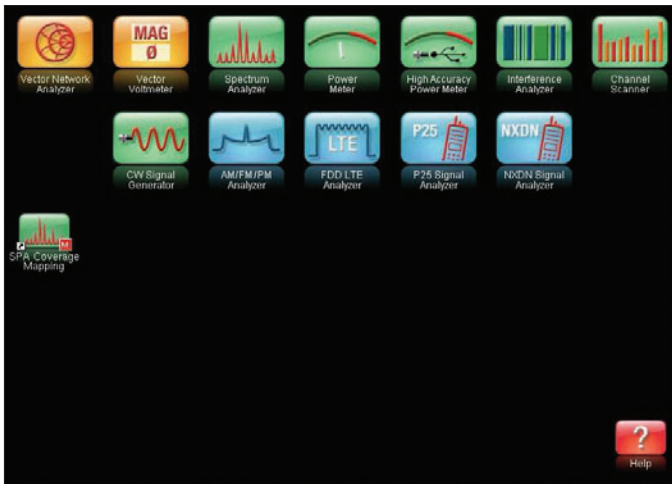 MAG
Ø
Vector Network
Analyzer
Vector
Voltmeter
Spectrum
Analyzer
Power
Meter
High Accuracy
Power Meter
Interference
Analyzer
Channel
Scanner
LTE
P25
NXDN
CW Signal
Generator
AM/FM/PM
Analyzer
FDD LTE
Analyzer
P25 Signal
Analyzer
NXDN Signal
Analyzer
M
SPA Coverage
Mapping
?
Help